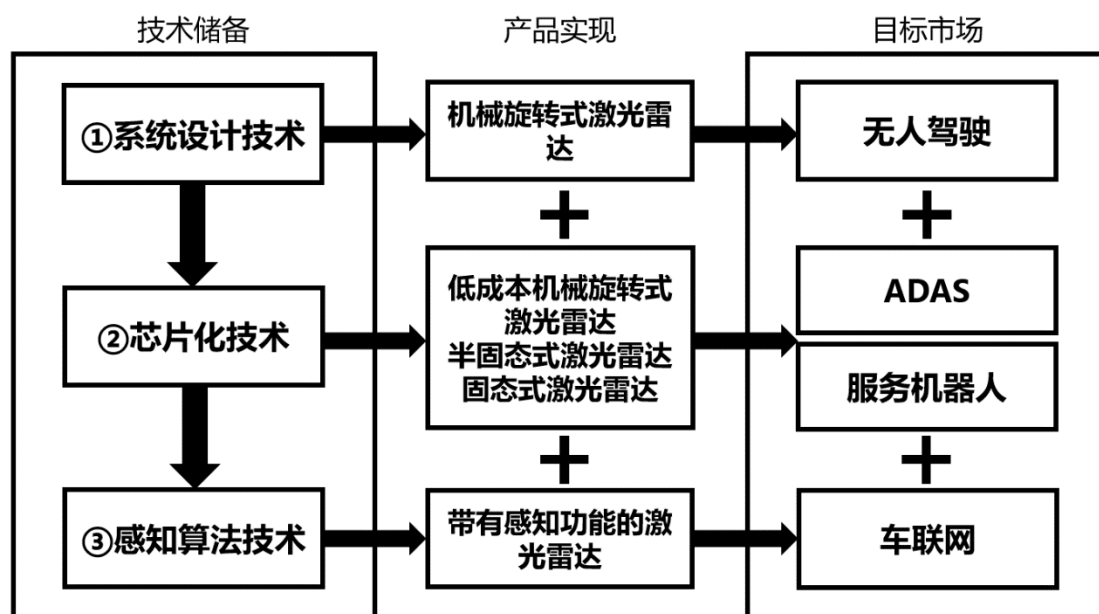 技术储备
产品实现
目标市场
①系统设计技术
机械旋转式激光雷
达
无人驾驶
②芯片化技术
低成本机械旋转式
激光雷达
半固态式激光雷达
固态式激光雷达
ADAS
服务机器人
③感知算法技术
带有感知功能的激
光雷达
车联网